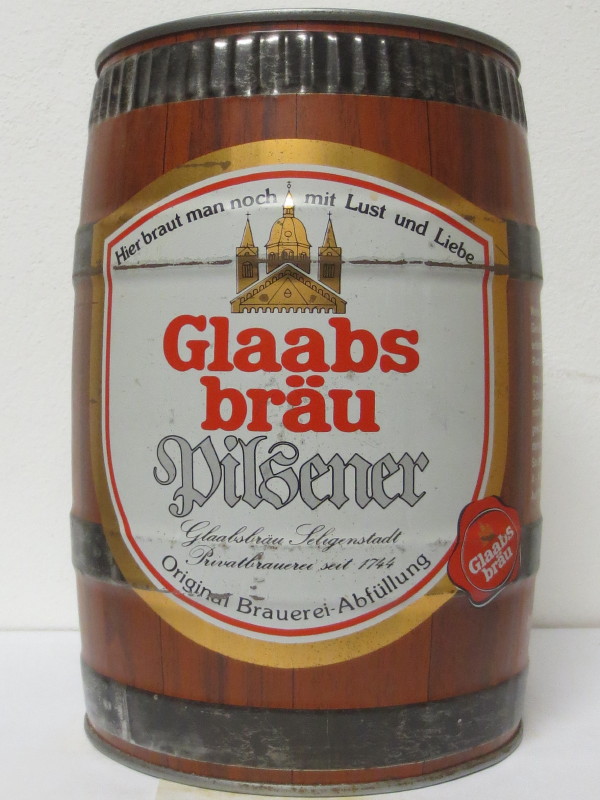 Hier braut man noch mit Lust und Liebe
Glaabs
bräu
Pilsener
Glaabsbräu Seligenstadt
Privatbrauerei seit 1744
Original Brauerei-Abfüllung
Glaabs
bräu